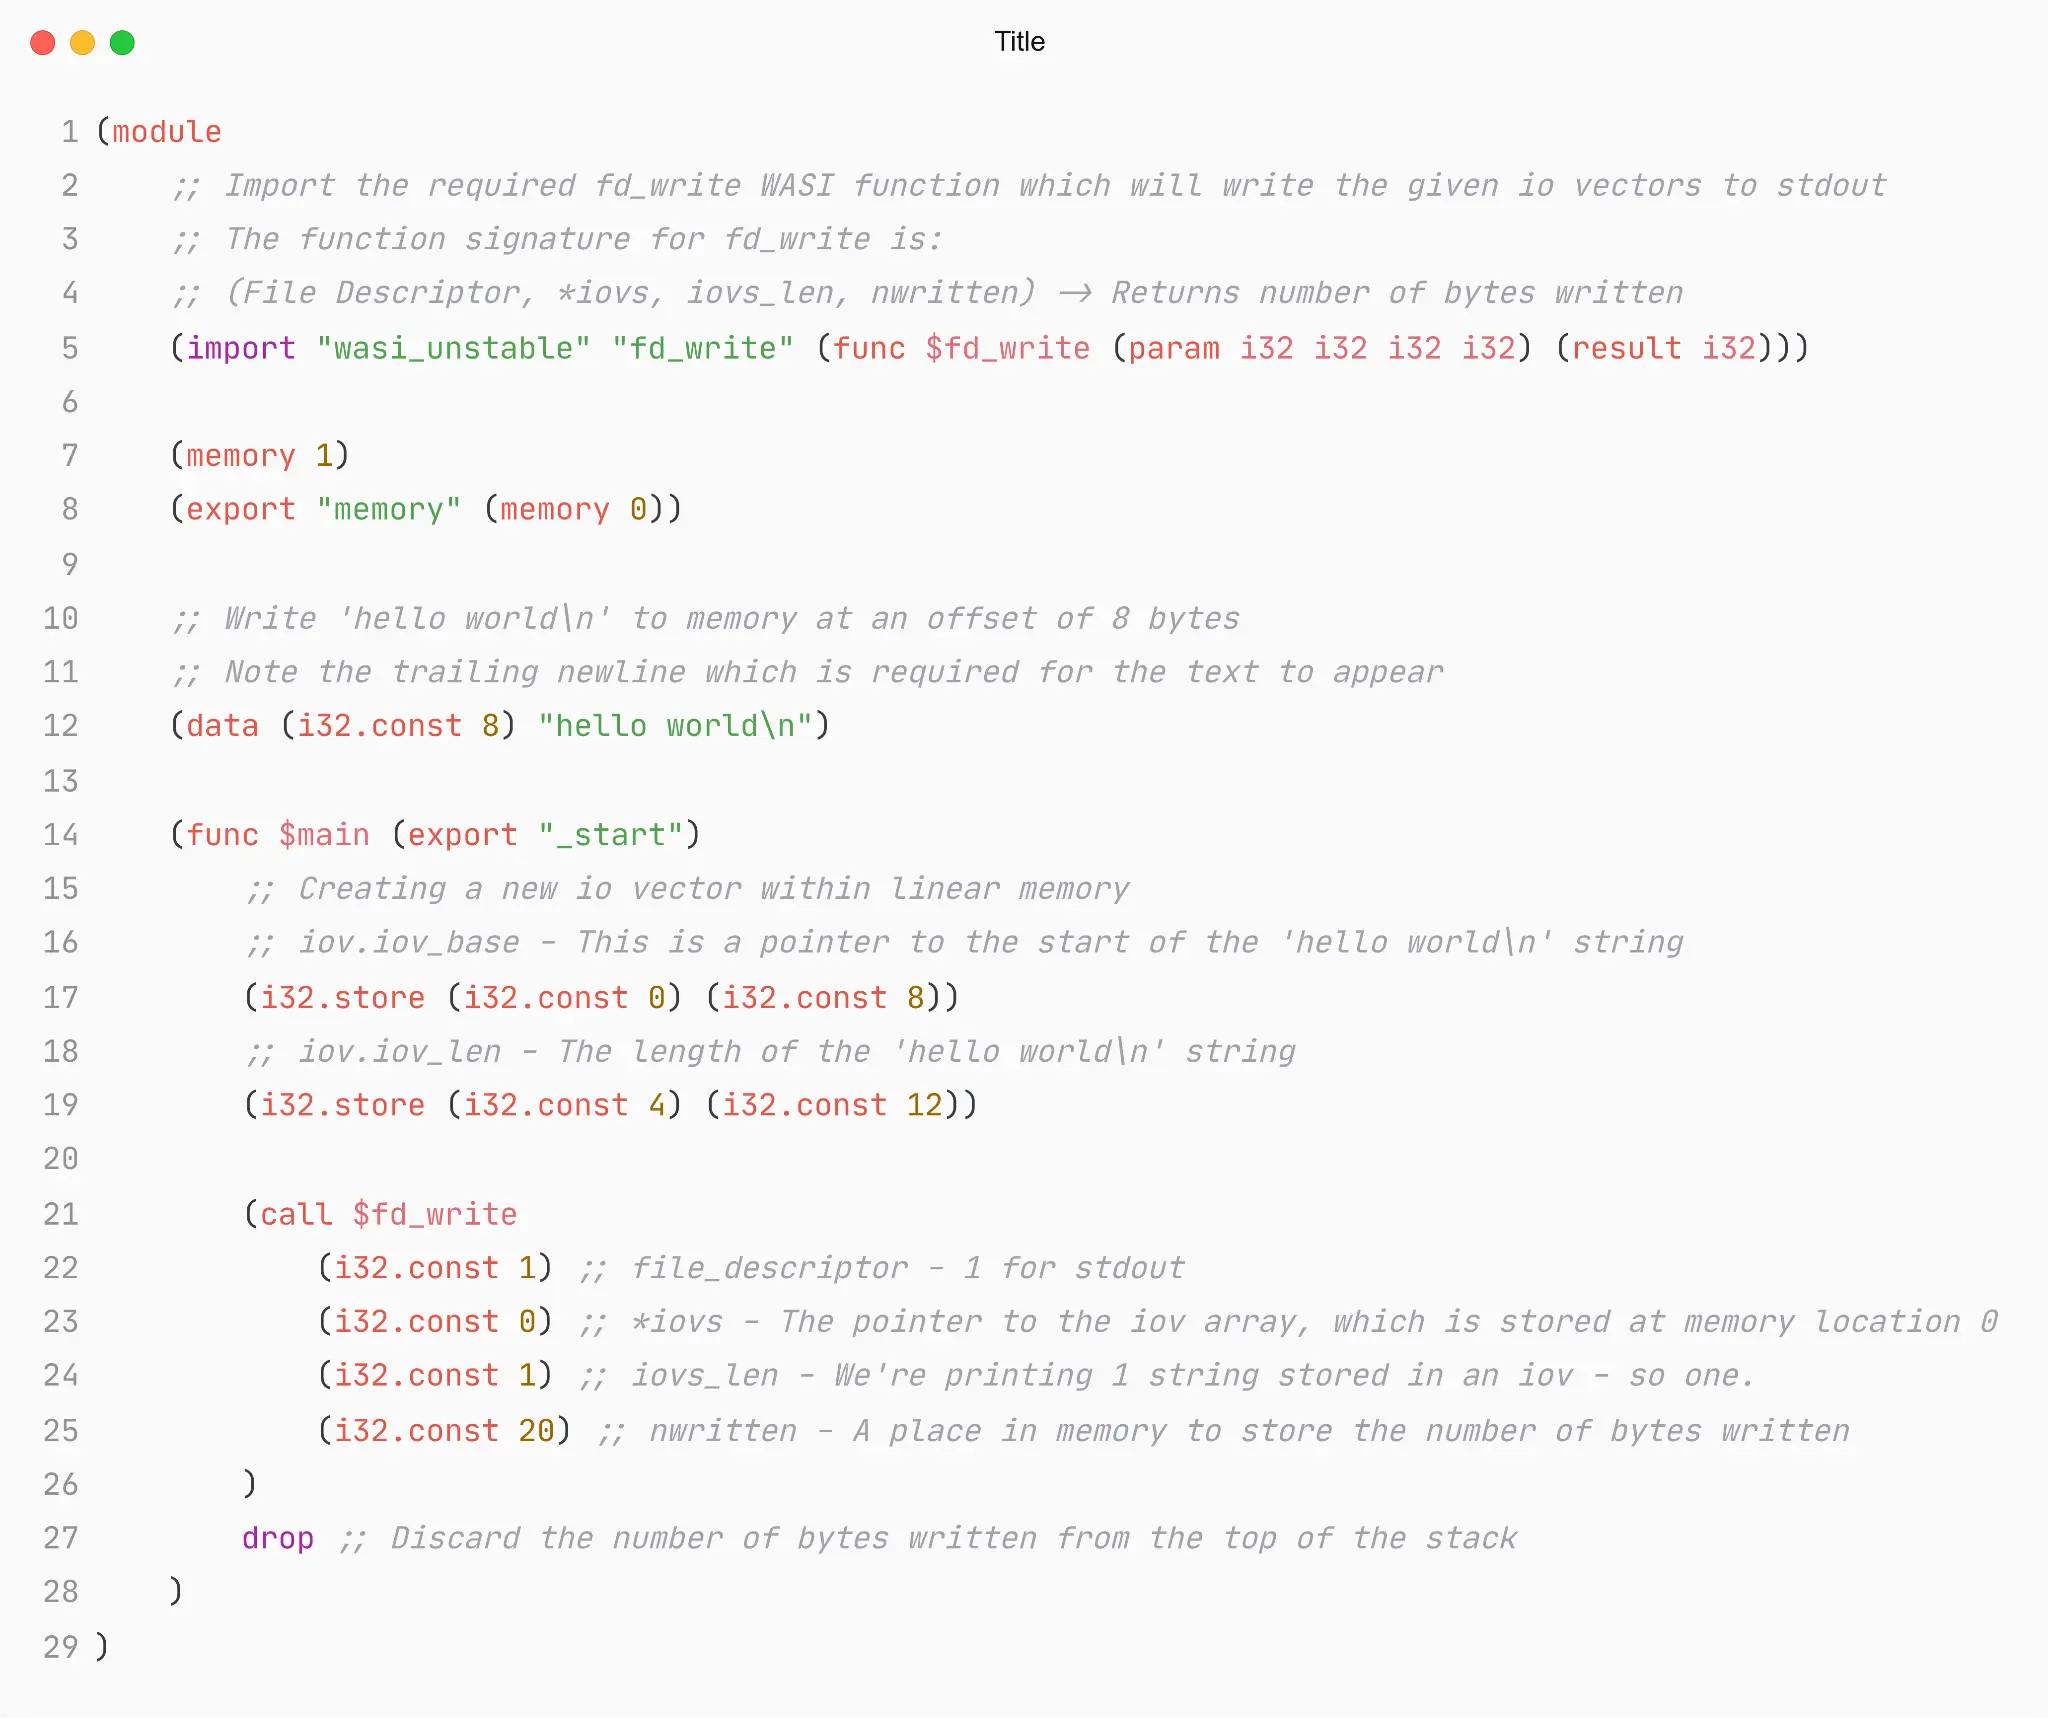 Title
1 (module
2     ;; Import the required fd_write WASI function which will write the given io vectors to stdout
3     ;; The function signature for fd_write is:
4     ;; (File Descriptor, *iovs, iovs_len, nwritten) -> Returns number of bytes written
5     (import "wasi_unstable" "fd_write" (func $fd_write (param i32 i32 i32 i32) (result i32)))
6
7     (memory 1)
8     (export "memory" (memory 0))
9
10     ;; Write 'hello world\n' to memory at an offset of 8 bytes
11     ;; Note the trailing newline which is required for the text to appear
12     (data (i32.const 8) "hello world\n")
13
14     (func $main (export "_start")
15         ;; Creating a new io vector within linear memory
16         ;; iov.iov_base - This is a pointer to the start of the 'hello world\n' string
17         (i32.store (i32.const 0) (i32.const 8))
18         ;; iov.iov_len - The length of the 'hello world\n' string
19         (i32.store (i32.const 4) (i32.const 12))
20
21         (call $fd_write
22             (i32.const 1) ;; file_descriptor - 1 for stdout
23             (i32.const 0) ;; *iovs - The pointer to the iov array, which is stored at memory location 0
24             (i32.const 1) ;; iovs_len - We're printing 1 string stored in an iov - so one.
25             (i32.const 20) ;; nwritten - A place in memory to store the number of bytes written
26         )
27         drop ;; Discard the number of bytes written from the top of the stack
28     )
29 )